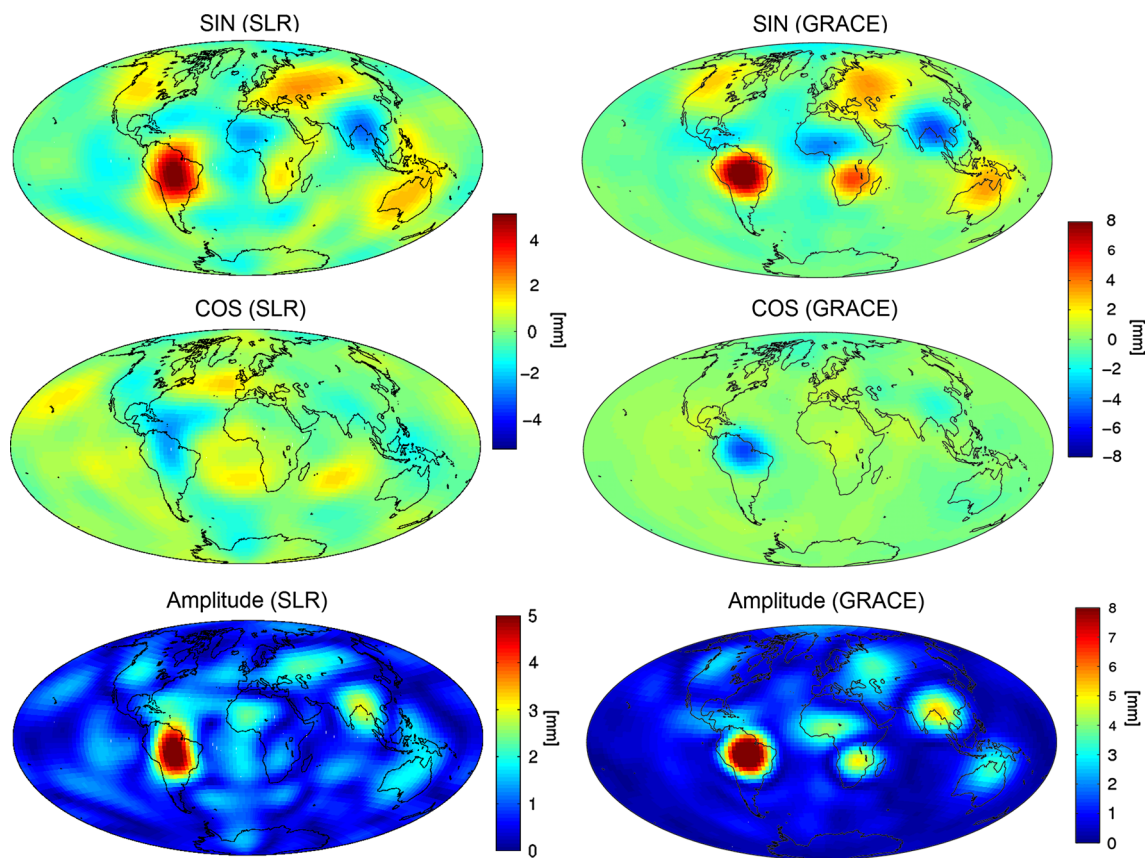 SIN (SLR)
SIN (GRACE)
4
2
0
−2
−4
[mm]
8
6
4
2
0
−2
−4
−6
−8
[mm]
COS (SLR)
COS (GRACE)
Amplitude (SLR)
Amplitude (GRACE)
5
4
3
2
1
0
[mm]
8
7
6
5
4
3
2
1
0
[mm]